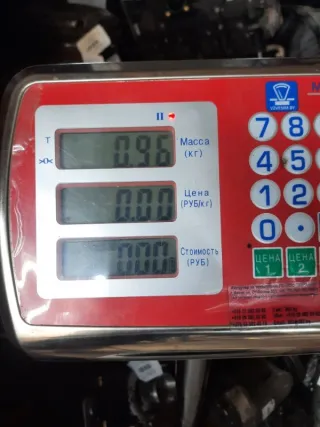 II
T
0.96
Масса
(кг)
0.00
Цена
(РУБ/кг)
0.00
Стоимость
(РУБ)
M
7 8
4 5
1 2
0 .
ЦЕНА 1
ЦЕНА 2